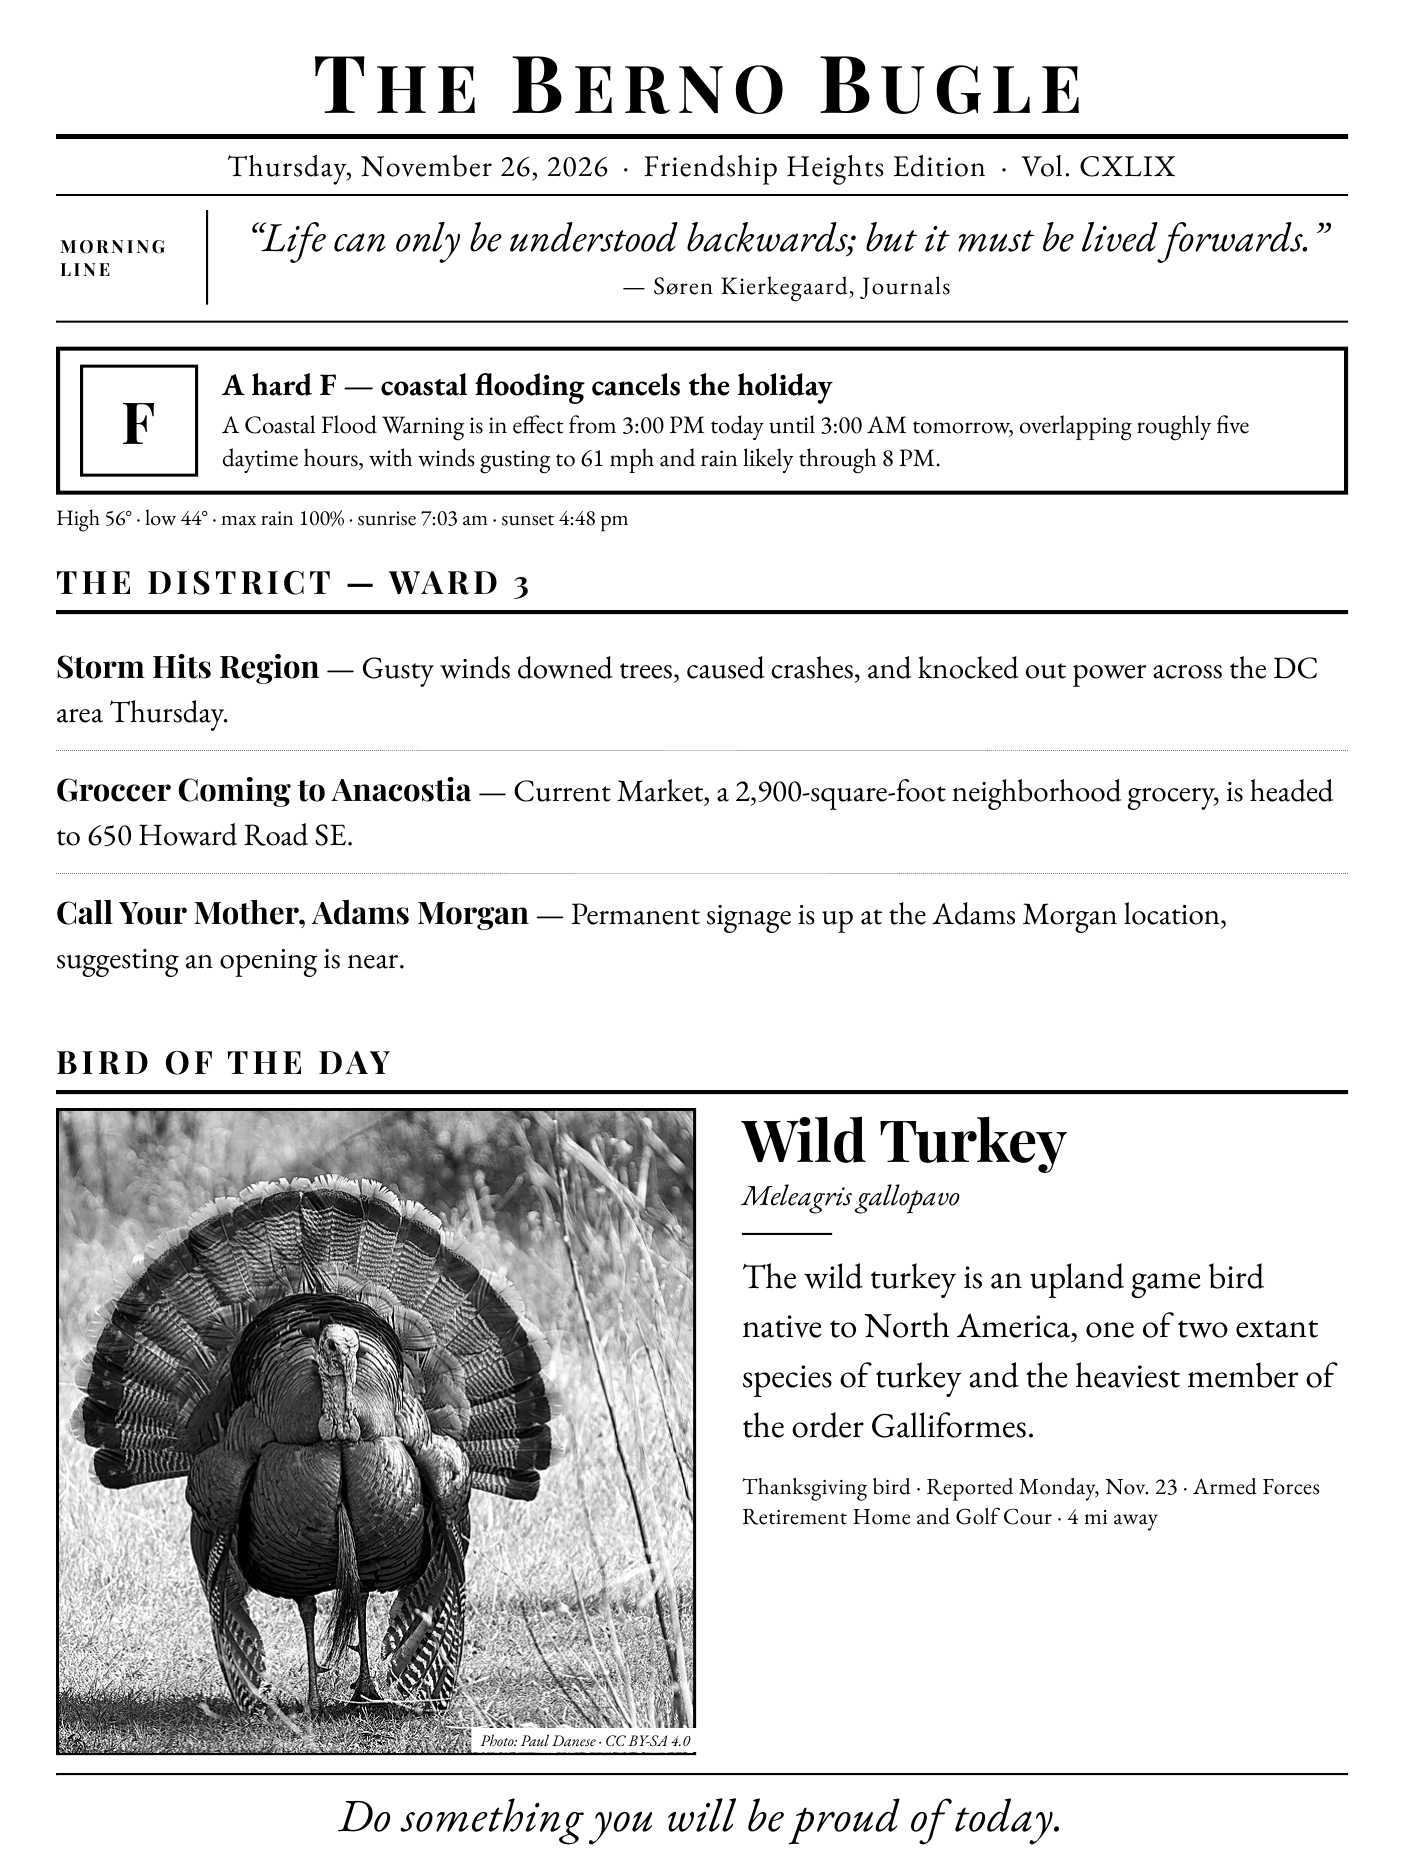 THE BERNO BUGLE
Thursday, November 26, 2026 · Friendship Heights Edition · Vol. CXLIX
MORNING
LINE
“Life can only be understood backwards; but it must be lived forwards.”
— Søren Kierkegaard, Journals
F
A hard F — coastal flooding cancels the holiday
A Coastal Flood Warning is in effect from 3:00 PM today until 3:00 AM tomorrow, overlapping roughly five
daytime hours, with winds gusting to 61 mph and rain likely through 8 PM.
High 56° · low 44° · max rain 100% · sunrise 7:03 am · sunset 4:48 pm
THE DISTRICT — WARD 3
Storm Hits Region — Gusty winds downed trees, caused crashes, and knocked out power across the DC
area Thursday.
Groccer Coming to Anacostia — Current Market, a 2,900-square-foot neighborhood grocery, is headed
to 650 Howard Road SE.
Call Your Mother, Adams Morgan — Permanent signage is up at the Adams Morgan location,
suggesting an opening is near.
BIRD OF THE DAY
Wild Turkey
Meleagris gallopavo
The wild turkey is an upland game bird
native to North America, one of two extant
species of turkey and the heaviest member of
the order Galliformes.
Thanksgiving bird · Reported Monday, Nov. 23 · Armed Forces
Retirement Home and Golf Cour · 4 mi away
Photo: Paul Danese · CC BY-SA 4.0
Do something you will be proud of today.